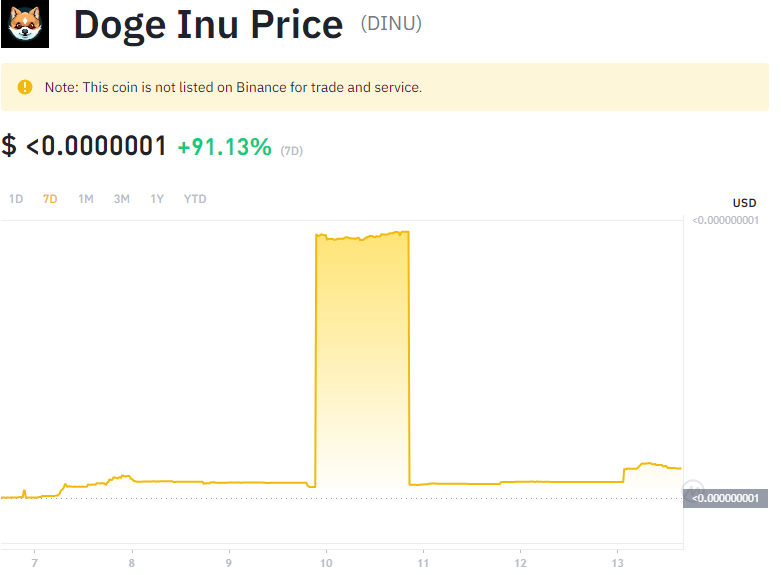 Doge Inu Price (DINU)
Note: This coin is not listed on Binance for trade and service.
$ <0.0000001 +91.13% (7D)
1D 7D 1M 3M 1Y YTD
USD
<0.000000001
<0.000000001
7 8 9 10 11 12 13